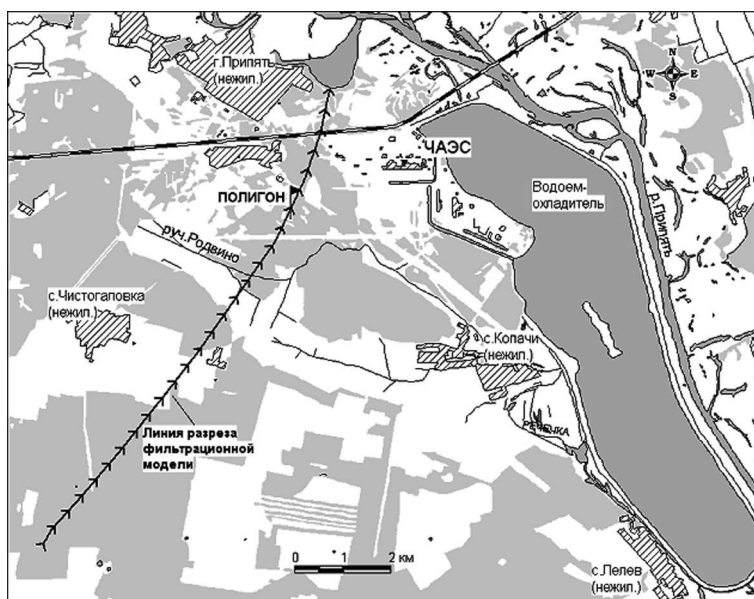 г.Припять
(нежил.)
N
W E
S
ЧАЭС
Водоем-
охладитель
р.Припять
ПОЛИГОН
руч.Родвино
с.Чистогаловка
(нежил.)
с.Копачи
(нежил.)
Линия разреза
фильтрационной
модели
0 1 2 км
с.Лелев
(нежил.)